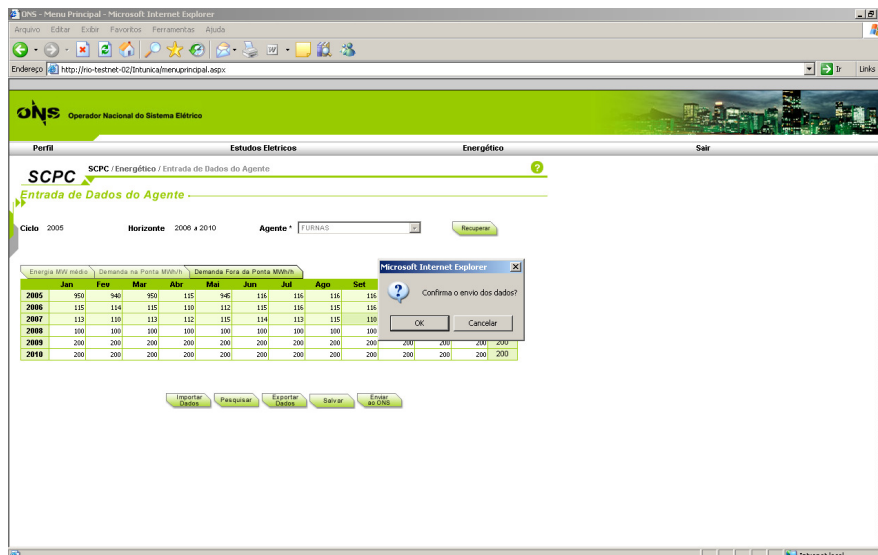 ONS - Menu Principal - Microsoft Internet Explorer
Arquivo Editar Exibir Favoritos Ferramentas Ajuda
Endereço http://rio-testnet-02/Intunica/menuprincipal.aspx Ir Links
ONS Operador Nacional do Sistema Elétrico
Perfil Estudos Eletricos Energético Sair
SCPC SCPC / Energético / Entrada de Dados do Agente ?
Entrada de Dados do Agente
Ciclo 2005 Horizonte 2006 a 2010 Agente * FURNAS Recuperar
Microsoft Internet Explorer
Confirma o envio dos dados?
OK Cancelar
Energia MW médio Demanda na Ponta MWh/h Demanda Fora da Ponta MWh/h
Jan Fev Mar Abr Mai Jun Jul Ago Set
2005 950 940 950 115 945 116 116 116 116
2006 115 114 115 110 112 115 116 115 116
2007 113 110 113 112 115 114 113 115 110
2008 100 100 100 100 100 100 100 100 100
2009 200 200 200 200 200 200 200 200 200 200 200 200 200
2010 200 200 200 200 200 200 200 200 200 200 200 200 200
Importar Dados Pesquisar Exportar Dados Salvar Enviar ao ONS